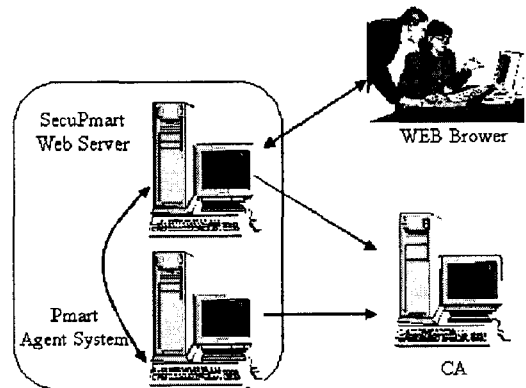 SecuPmart
Web Server
WEB Brower
Pmart
Agent System
CA